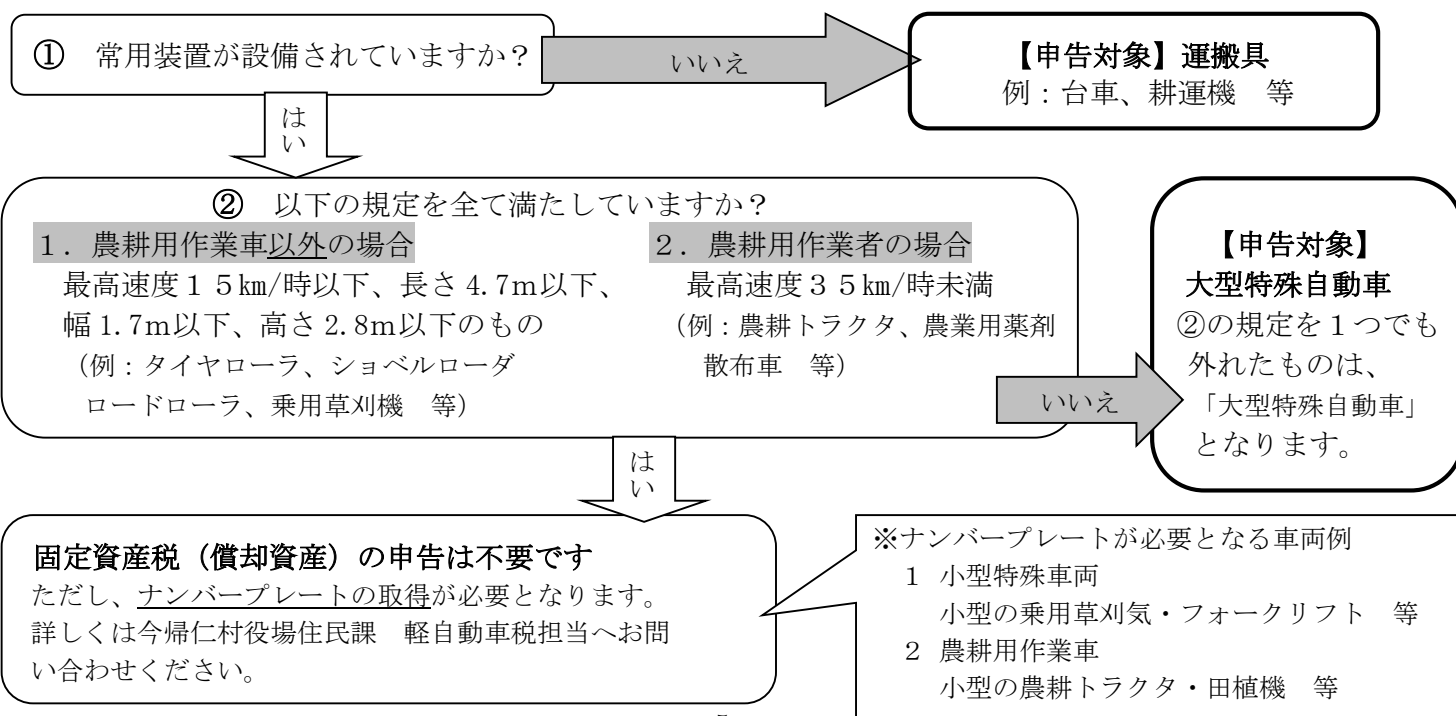 ① 常用装置が設備されていますか?
いいえ
【申告対象】運搬具
例:台車、耕運機 等
はい
② 以下の規定を全て満たしていますか?
1.農耕用作業車以外の場合
最高速度15㎞/時以下、長さ4.7m以下、
幅1.7m以下、高さ2.8m以下のもの
(例:タイヤローラ、ショベルローダ
ロードローラ、乗用草刈機 等)
2.農耕用作業者の場合
最高速度35㎞/時未満
(例:農耕トラクタ、農業用薬剤
散布車 等)
いいえ
【申告対象】
大型特殊自動車
②の規定を1つでも
外れたものは、
「大型特殊自動車」
となります。
はい
固定資産税(償却資産)の申告は不要です
ただし、ナンバープレートの取得が必要となります。
詳しくは今帰仁村役場住民課 軽自動車税担当へお問
い合わせください。
※ナンバープレートが必要となる車両例
1 小型特殊車両
小型の乗用草刈気・フォークリフト 等
2 農耕用作業車
小型の農耕トラクタ・田植機 等